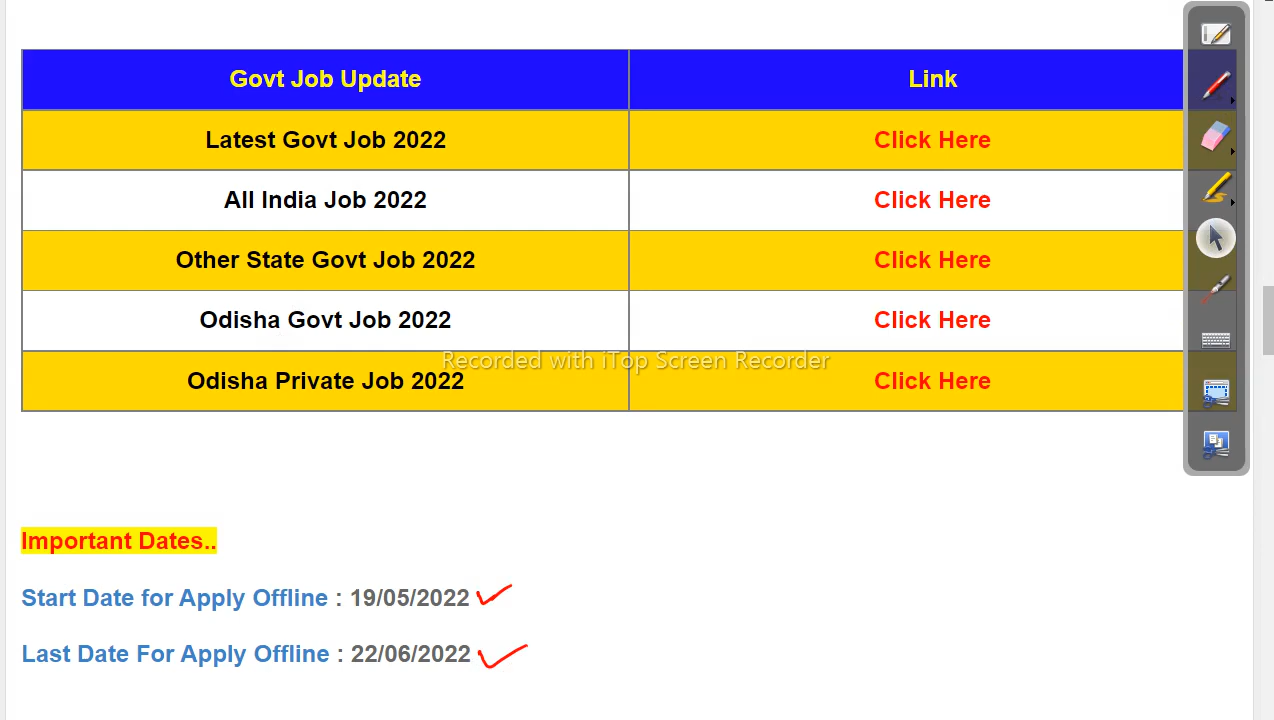 Govt Job Update Link
Latest Govt Job 2022 Click Here
All India Job 2022 Click Here
Other State Govt Job 2022 Click Here
Odisha Govt Job 2022 Click Here
Recorded with iTop Screen Recorder
Odisha Private Job 2022 Click Here
Important Dates..
Start Date for Apply Offline : 19/05/2022
Last Date For Apply Offline : 22/06/2022